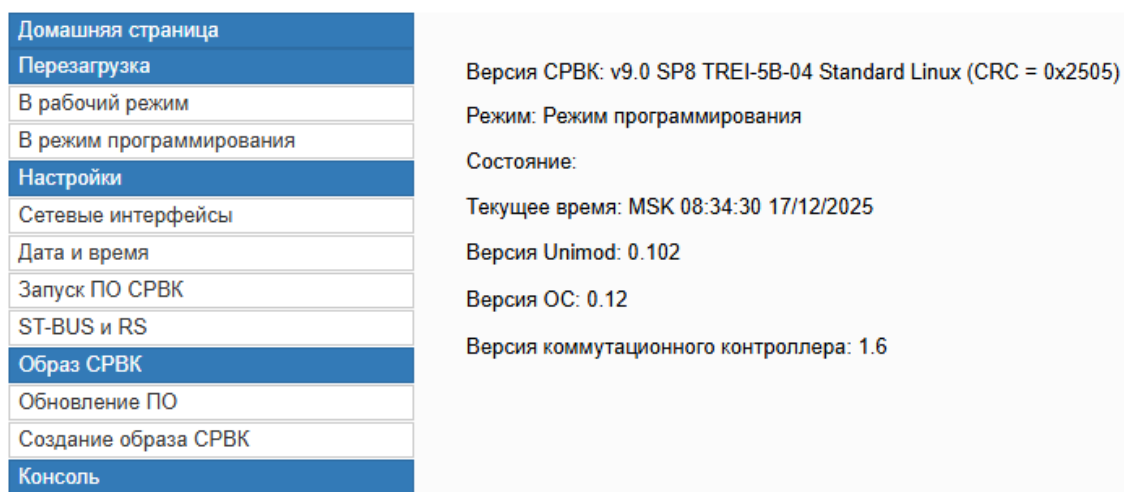 Домашняя страница
Перезагрузка
В рабочий режим
В режим программирования
Настройки
Сетевые интерфейсы
Дата и время
Запуск ПО СРВК
ST-BUS и RS
Образ СРВК
Обновление ПО
Создание образа СРВК
Консоль
Версия СРВК: v9.0 SP8 TREI-5B-04 Standard Linux (CRC = 0x2505)
Режим: Режим программирования
Состояние:
Текущее время: MSK 08:34:30 17/12/2025
Версия Unimod: 0.102
Версия ОС: 0.12
Версия коммутационного контроллера: 1.6